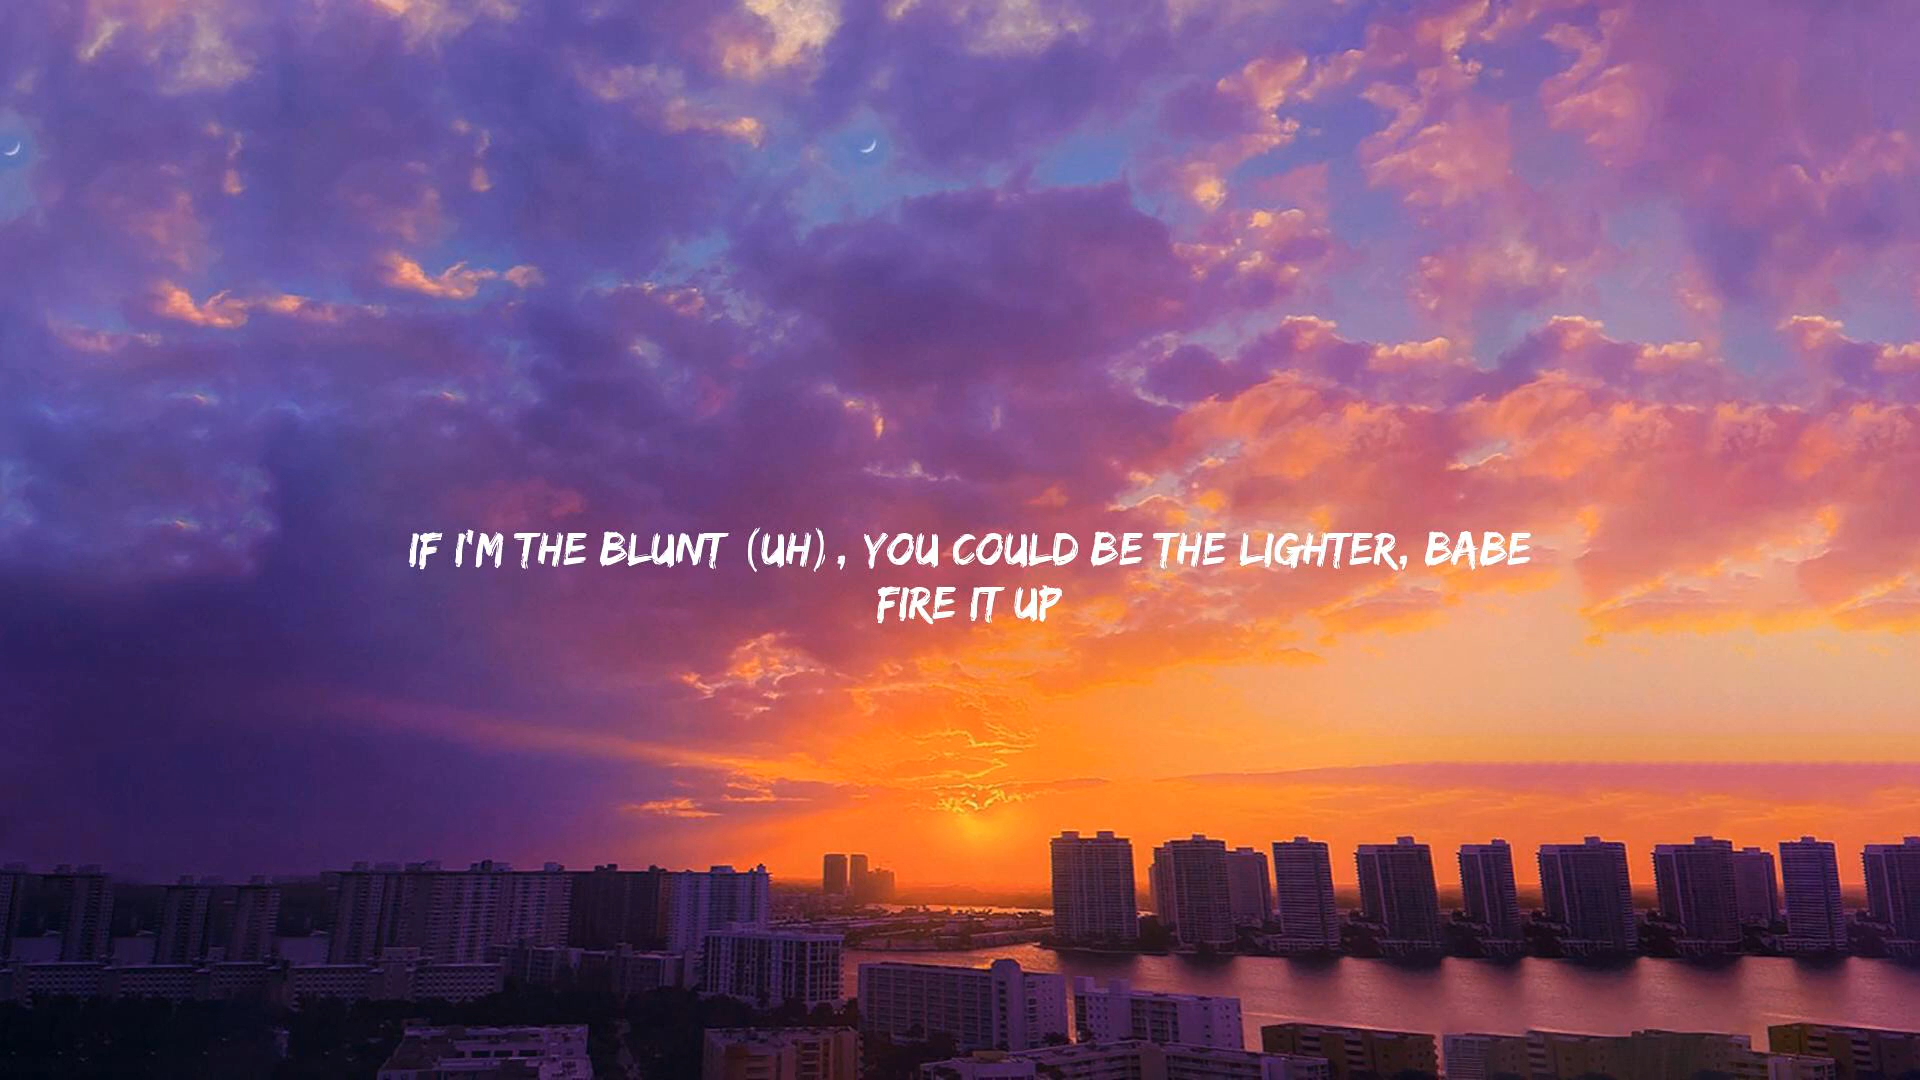 IF I'M THE BLUNT (UH), YOU COULD BE THE LIGHTER, BABE
FIRE IT UP